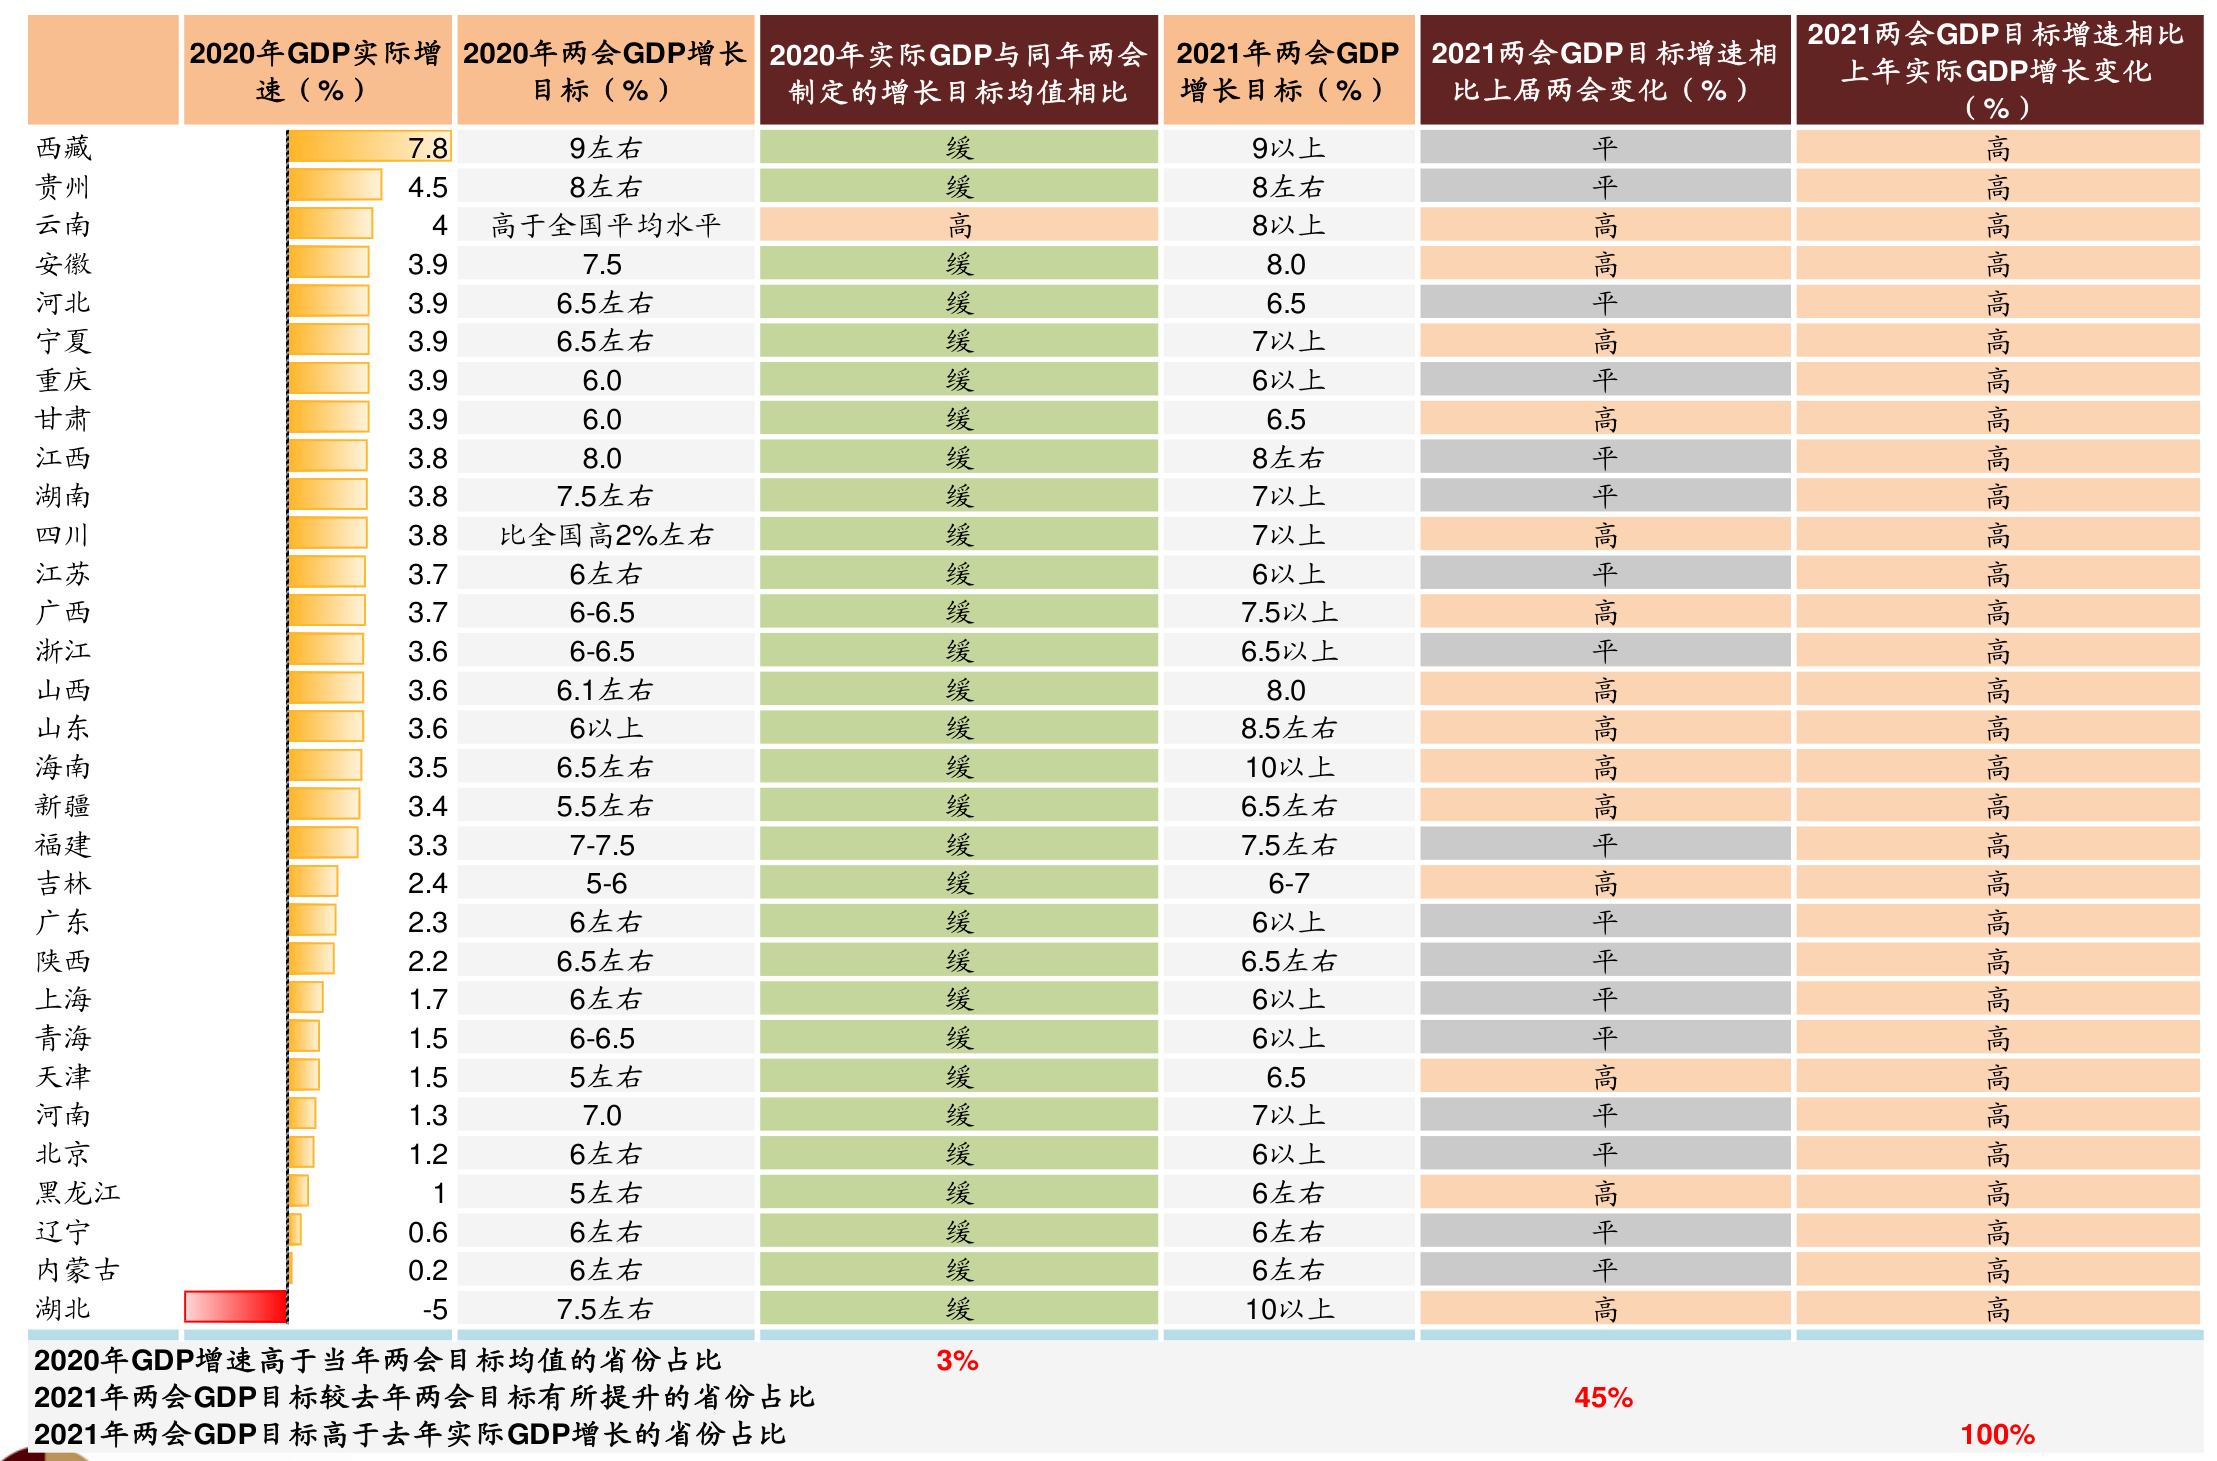 2020年GDP实际增速（%） 2020年两会GDP增长目标（%） 2020年实际GDP与同年两会制定的增长目标均值相比 2021年两会GDP增长目标（%） 2021两会GDP目标增速相比上届两会变化（%） 2021两会GDP目标增速相比上年实际GDP增长变化（%）
西藏 7.8 9左右 缓 9以上 平 高
贵州 4.5 8左右 缓 8左右 平 高
云南 4 高于全国平均水平 高 8以上 高 高
安徽 3.9 7.5 缓 8.0 高 高
河北 3.9 6.5左右 缓 6.5 平 高
宁夏 3.9 6.5左右 缓 7以上 高 高
重庆 3.9 6.0 缓 6以上 平 高
甘肃 3.9 6.0 缓 6.5 高 高
江西 3.8 8.0 缓 8左右 平 高
湖南 3.8 7.5左右 缓 7以上 平 高
四川 3.8 比全国高2%左右 缓 7以上 高 高
江苏 3.7 6左右 缓 6以上 平 高
广西 3.7 6-6.5 缓 7.5以上 高 高
浙江 3.6 6-6.5 缓 6.5以上 平 高
山西 3.6 6.1左右 缓 8.0 高 高
山东 3.6 6以上 缓 8.5左右 高 高
海南 3.5 6.5左右 缓 10以上 高 高
新疆 3.4 5.5左右 缓 6.5左右 高 高
福建 3.3 7-7.5 缓 7.5左右 平 高
吉林 2.4 5-6 缓 6-7 高 高
广东 2.3 6左右 缓 6以上 平 高
陕西 2.2 6.5左右 缓 6.5左右 平 高
上海 1.7 6左右 缓 6以上 平 高
青海 1.5 6-6.5 缓 6以上 平 高
天津 1.5 5左右 缓 6.5 高 高
河南 1.3 7.0 缓 7以上 平 高
北京 1.2 6左右 缓 6以上 平 高
黑龙江 1 5左右 缓 6左右 高 高
辽宁 0.6 6左右 缓 6左右 平 高
内蒙古 0.2 6左右 缓 6左右 平 高
湖北 -5 7.5左右 缓 10以上 高 高
2020年GDP增速高于当年两会目标均值的省份占比 3%
2021年两会GDP目标较去年两会目标有所提升的省份占比 45%
2021年两会GDP目标高于去年实际GDP增长的省份占比 100%